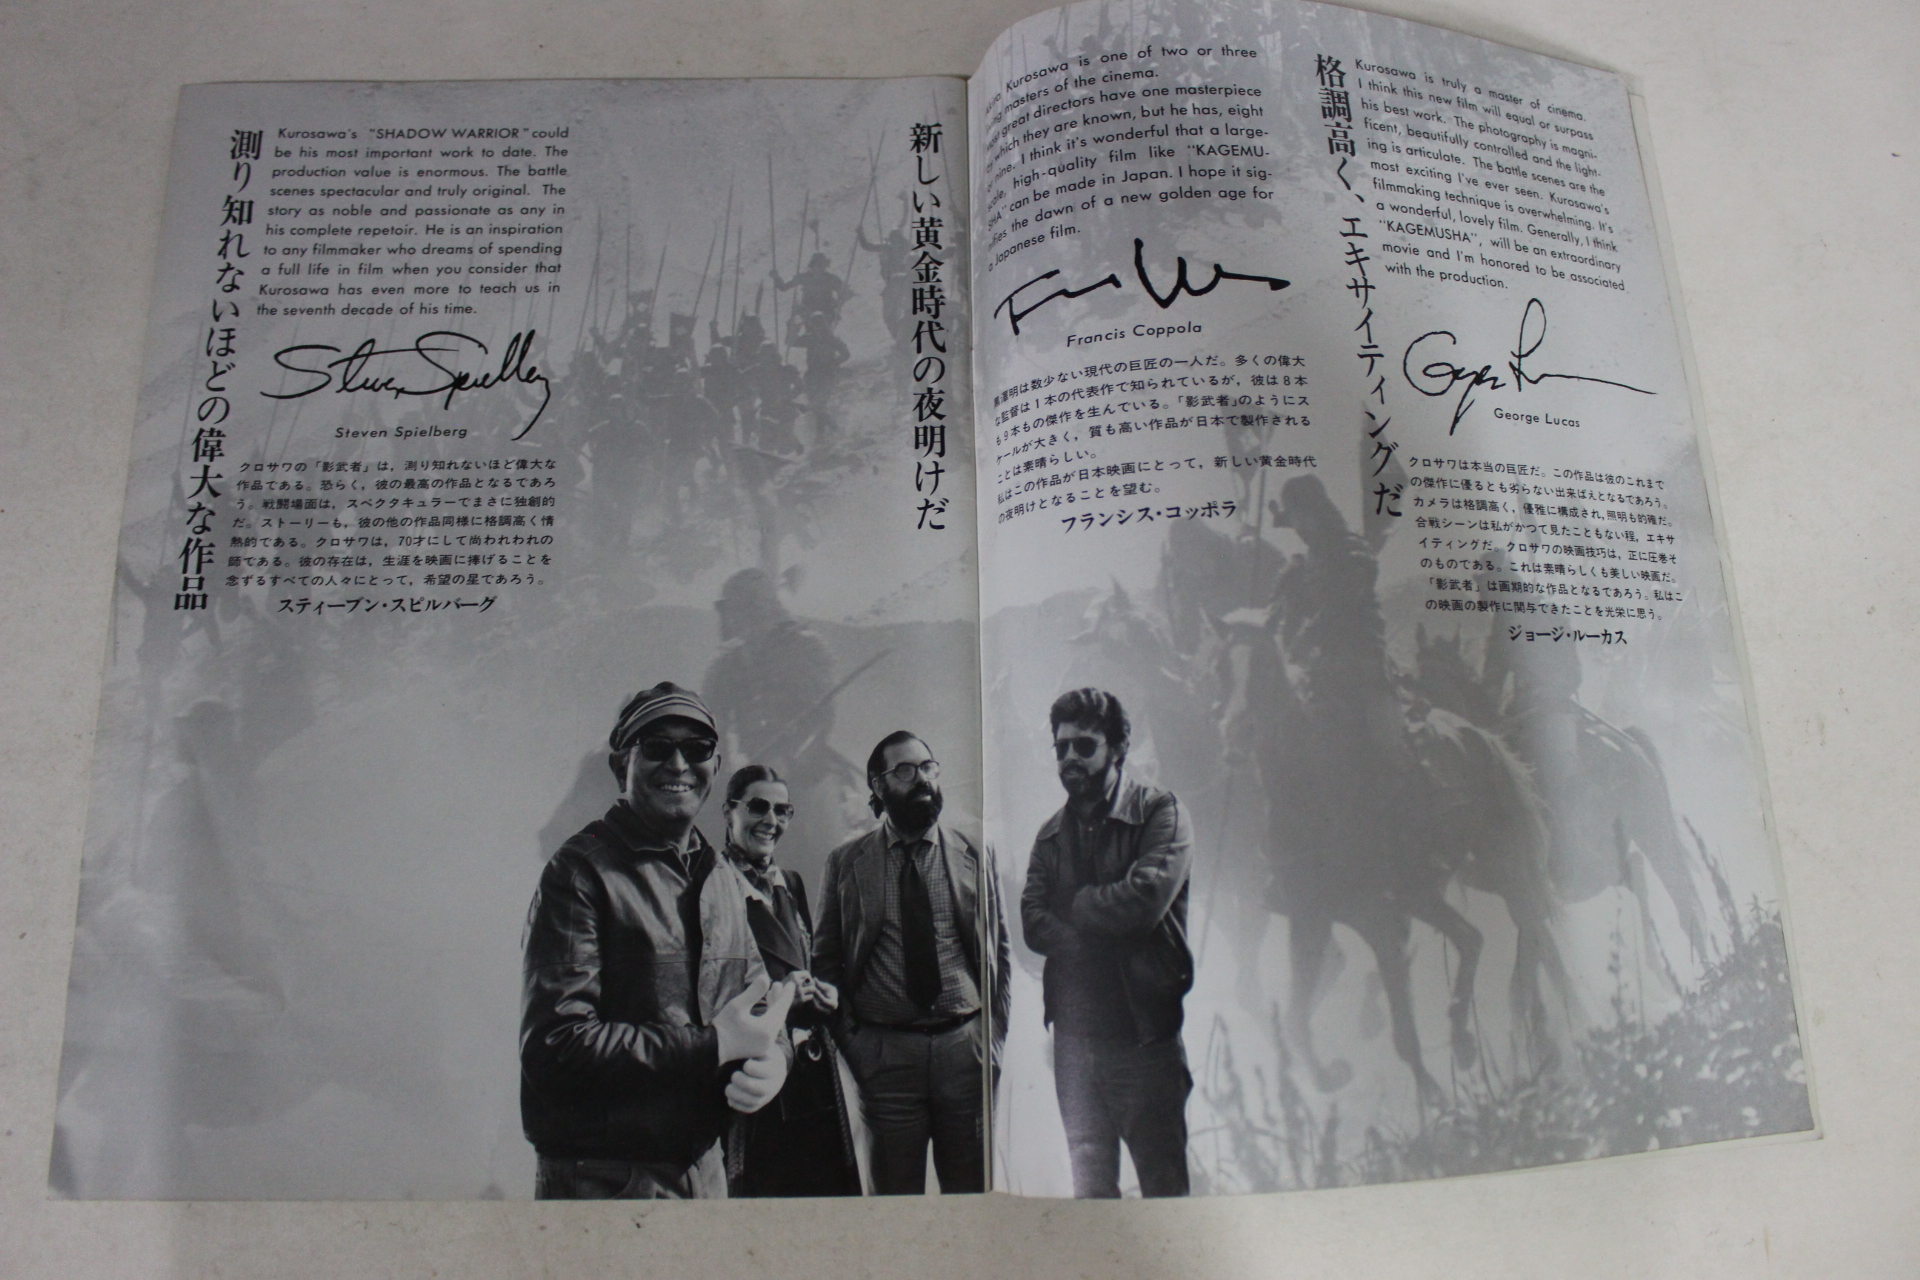 測り知れないほどの偉大な作品
Kurosawa's "SHADOW WARRIOR" could
be his most important work to date. The
production value is enormous. The battle
scenes spectacular and truly original. The
story as noble and passionate as any in
his complete repetoir. He is an inspiration
to any filmmaker who dreams of spending
a full life in film when you consider that
Kurosawa has even more to teach us in
the seventh decade of his time.
Steven Spielberg
Steven Spielberg
クロサワの「影武者」は，測り知れないほど偉大な
作品である。恐らく，彼の最高の作品となるであろ
う。戦闘場面は，スペクタキュラーでまさに独創的
だ。ストーリーも，彼の他の作品同様に格調高く情
熱的である。クロサワは，70才にして尚われわれの
師である。彼の存在は，生涯を映画に捧げることを
念ずるすべての人々にとって，希望の星であろう。
スティーブン・スピルバーグ
新しい黄金時代の夜明けだ
Kurosawa is one of two or three
masters of the cinema.
great directors have one masterpiece
which they are known, but he has, eight
nine. I think it's wonderful that a large-
high-quality film like "KAGEMU-
SHA" can be made in Japan. I hope it sig-
the dawn of a new golden age for
Japanese film.
Francis Coppola
黒澤明は数少ない現代の巨匠の一人だ。多くの偉大
な監督は1本の代表作で知られているが，彼は8本
も9本もの傑作を生んでいる。「影武者」のようにス
ケールが大きく，質も高い作品が日本で製作される
ことは素晴らしい。
私はこの作品が日本映画にとって，新しい黄金時代
の夜明けとなることを望む。
フランシス・コッポラ
格調高く、エキサイティングだ
Kurosawa is truly a master of cinema.
I think this new film will equal or surpass
his best work. The photography is magni-
ficent, beautifully controlled and the light-
ing is articulate. The battle scenes are the
most exciting I've ever seen. Kurosawa's
filmmaking technique is overwhelming. It's
a wonderful, lovely film. Generally, I think
"KAGEMUSHA", will be an extraordinary
movie and I'm honored to be associated
with the production.
George Lucas
クロサワは本当の巨匠だ。この作品は彼のこれまで
の傑作に優るとも劣らない出来ばえとなるであろう。
カメラは格調高く，優雅に構成され，照明も的確だ。
合戦シーンは私がかつて見たこともない程，エキサ
イティングだ。クロサワの映画技巧は，正に圧巻そ
のものである。これは素晴らしくも美しい映画だ。
「影武者」は画期的な作品となるであろう。私はこ
の映画の製作に関与できたことを光栄に思う。
ジョージ・ルーカス